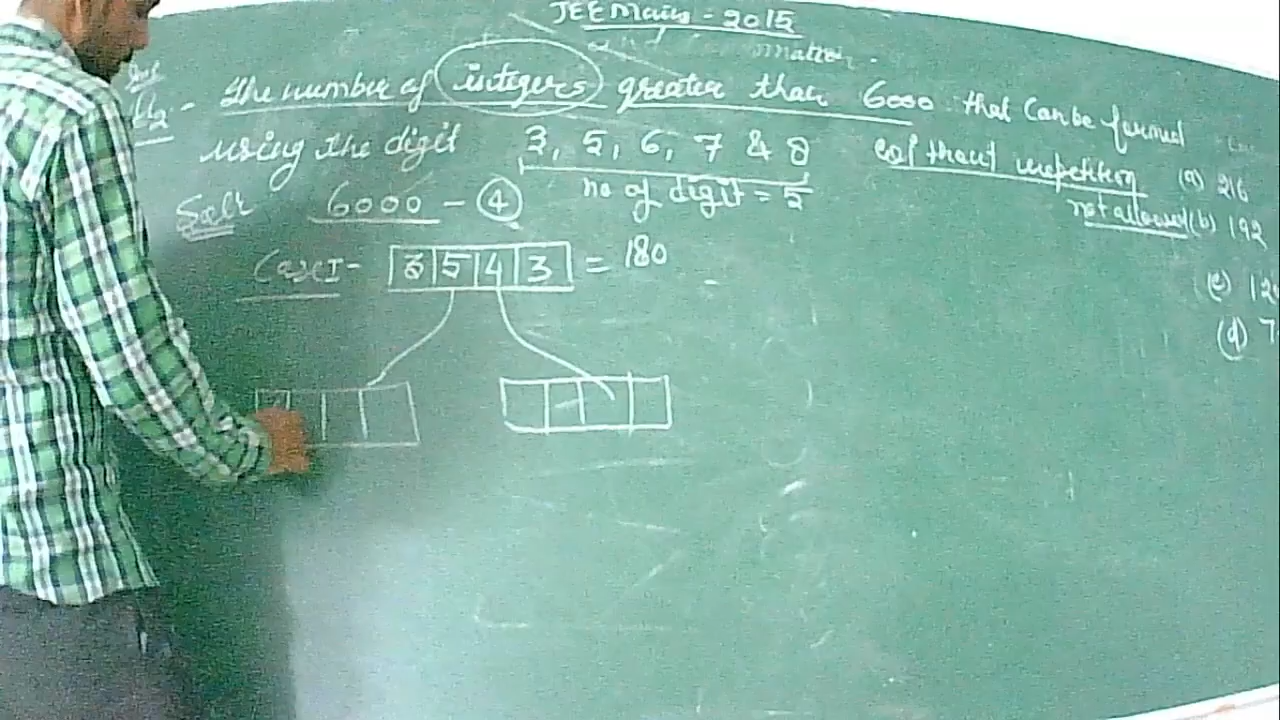 JEE Mains - 2015
The number of integers greater than 6000 that can be formed
using the digit 3, 5, 6, 7 & 8 without repetition (a) 216
no of digit = 5
not allowed (b) 192
Soln 6000 - 4
Case I - 3 5 4 3 = 180
(c) 12
(d) 7